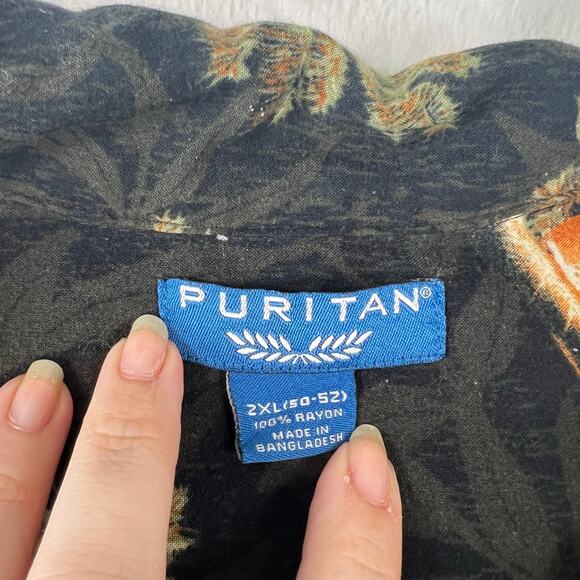 PURITAN®
2XL(50-52)
100% RAYON
MADE IN
BANGLADESH